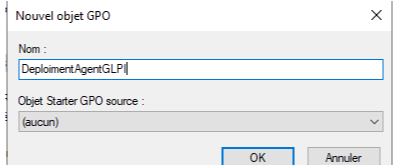 Nouvel objet GPO
Nom :
DeploimentAgentGLPI
Objet Starter GPO source :
(aucun)
OK Annuler